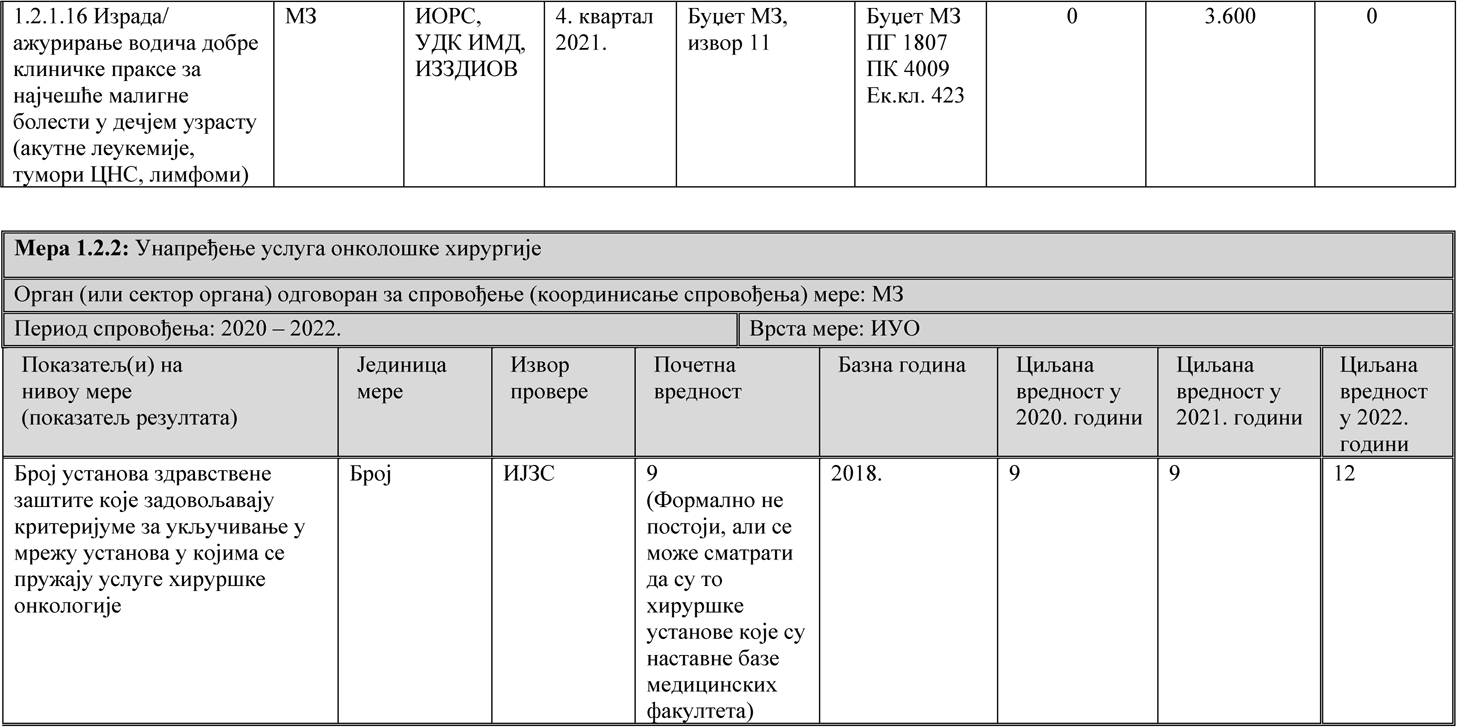 1.2.1.16 Израда/
ажурирање водича добре
клиничке праксе за
најчешће малигне
болести у дечјем узрасту
(акутне леукемије,
тумори ЦНС, лимфоми)
МЗ
ИОРС,
УДК ИМД,
ИЗЗДИОВ
4. квартал
2021.
Буџет МЗ,
извор 11
Буџет МЗ
ПГ 1807
ПК 4009
Ек.кл. 423
0
3.600
0
Мера 1.2.2: Унапређење услуга онколошке хирургије
Орган (или сектор органа) одговоран за спровођење (координисање спровођења) мере: МЗ
Период спровођења: 2020 – 2022.
Врста мере: ИУО
Показатељ(и) на
нивоу мере
(показатељ резултата)
Јединица
мере
Извор
провере
Почетна
вредност
Базна година
Циљана
вредност у
2020. години
Циљана
вредност у
2021. години
Циљана
вредност
у 2022.
години
Број установа здравствене
заштите које задовољавају
критеријуме за укључивање у
мрежу установа у којима се
пружају услуге хируршке
онкологије
Број
ИЈЗС
9
(Формално не
постоји, али се
може сматрати
да су то
хируршке
установе које су
наставне базе
медицинских
факултета)
2018.
9
9
12